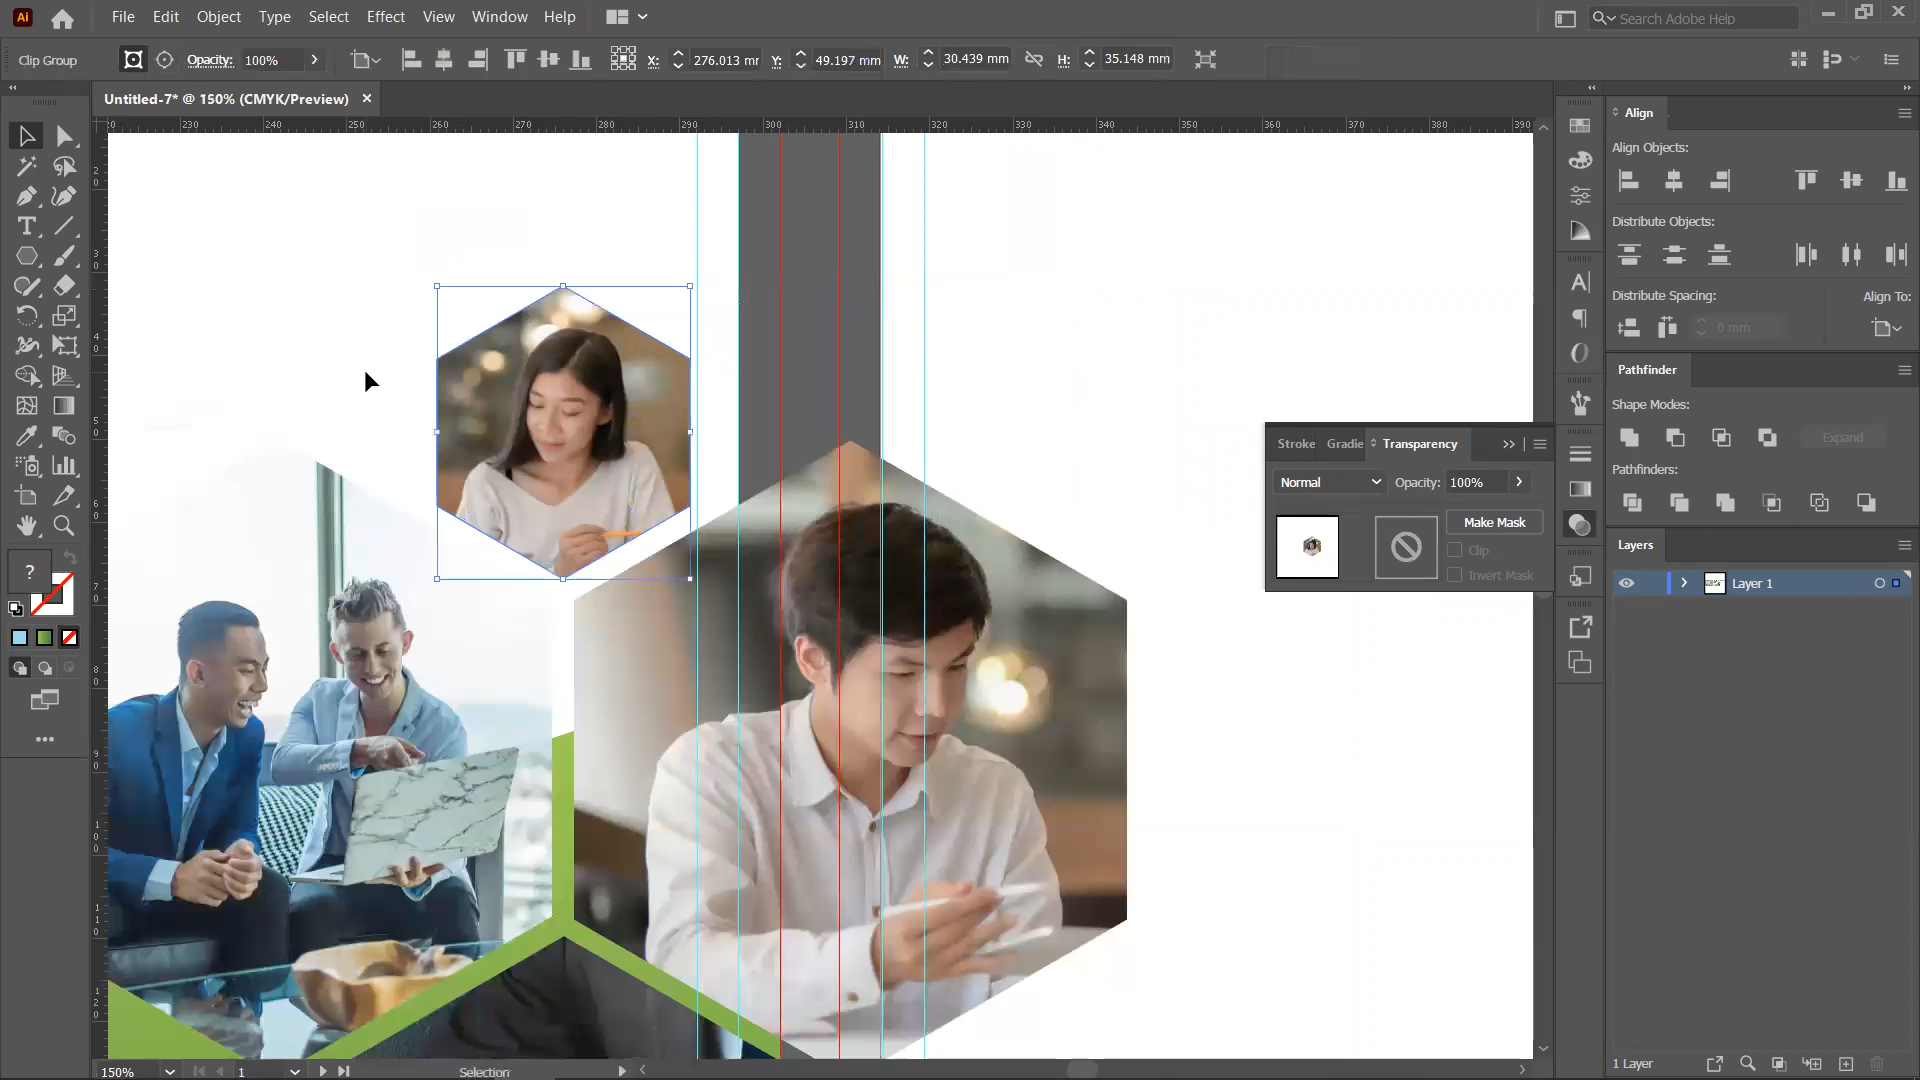 Ai File Edit Object Type Select Effect View Window Help Search Adobe Help
Clip Group Opacity: 100% X: 276.013 mm Y: 49.197 mm W: 30.439 mm H: 35.148 mm
Untitled-7* @ 150% (CMYK/Preview)
230 240 250 260 270 280 290 300 310 320 330 340 350 360 370 380 390
Align
Align Objects:
Distribute Objects:
Distribute Spacing: Align To:
0 mm
Pathfinder
Shape Modes:
Expand
Pathfinders:
Stroke Gradie Transparency
Normal Opacity: 100%
Make Mask
Clip
Invert Mask
Layers
Layer 1
1 Layer
150% 1 Selection